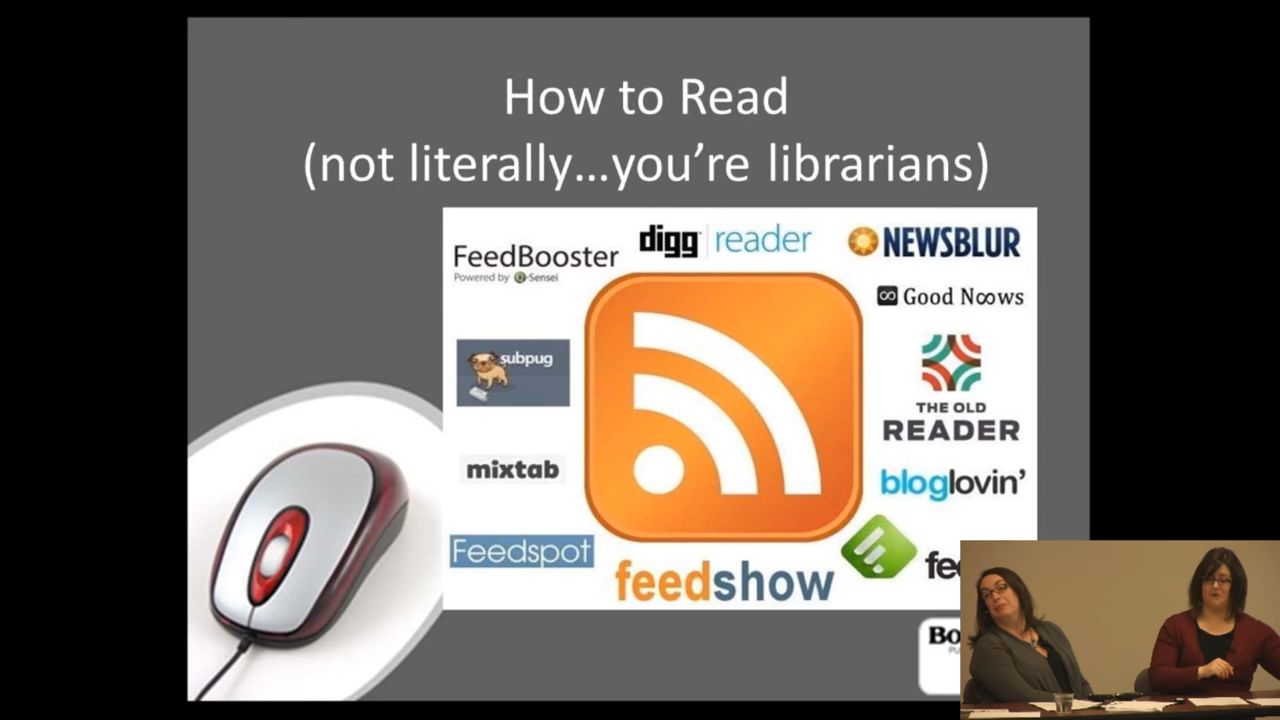 How to Read
(not literally...you're librarians)
FeedBooster
Powered by Q-Sensei
digg reader
NEWSBLUR
Good Noows
subpug
THE OLD
READER
mixtab
bloglovin'
Feedspot
feedshow